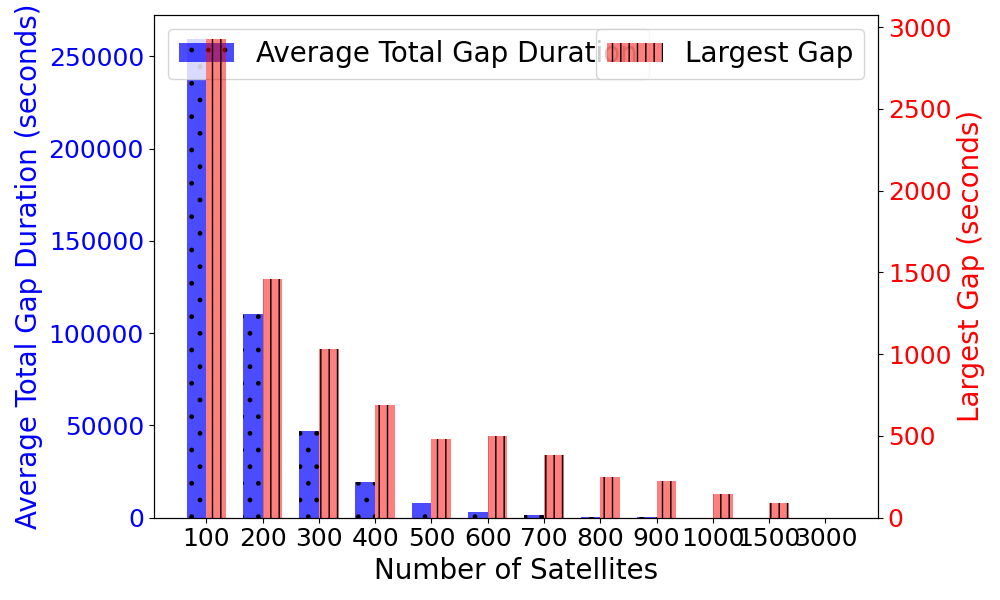 Average Total Gap Duration
Largest Gap
Average Total Gap Duration (seconds)
250000
200000
150000
100000
50000
0
3000
2500
2000
1500
1000
500
0
Largest Gap (seconds)
100 200 300 400 500 600 700 800 900 1000 1500 3000
Number of Satellites